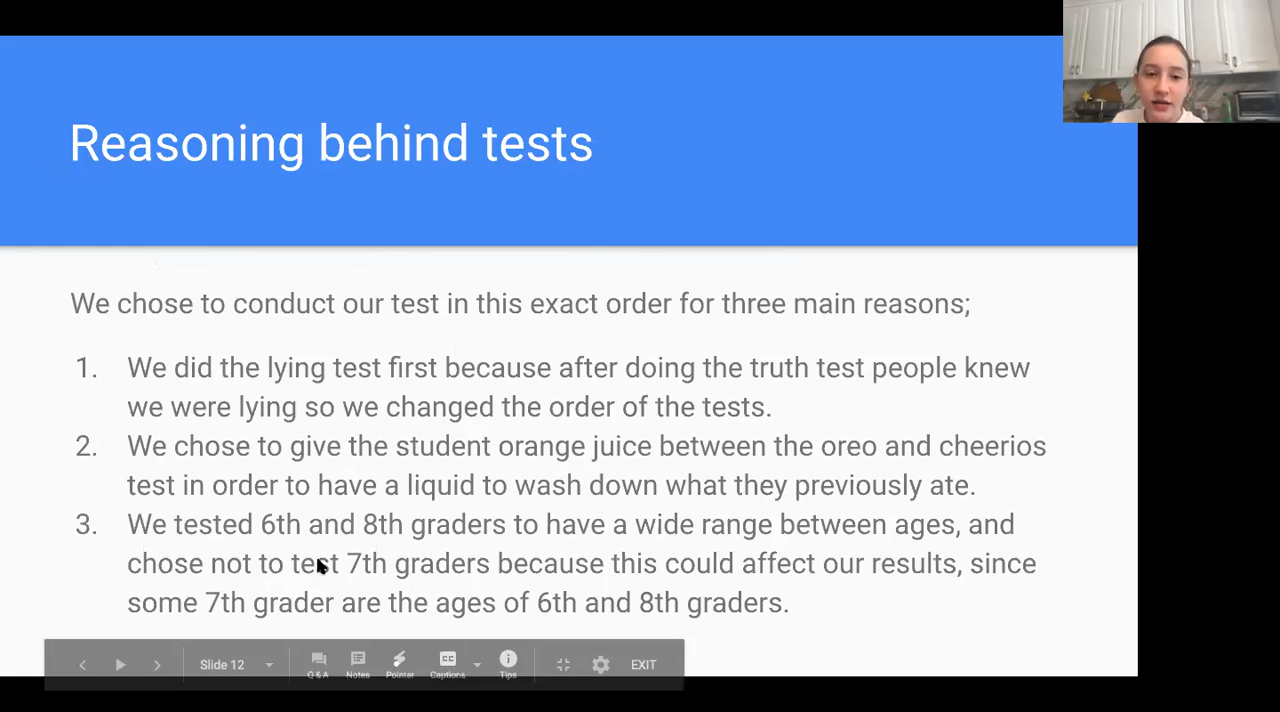 Reasoning behind tests
We chose to conduct our test in this exact order for three main reasons;
1. We did the lying test first because after doing the truth test people knew
we were lying so we changed the order of the tests.
2. We chose to give the student orange juice between the oreo and cheerios
test in order to have a liquid to wash down what they previously ate.
3. We tested 6th and 8th graders to have a wide range between ages, and
chose not to test 7th graders because this could affect our results, since
some 7th grader are the ages of 6th and 8th graders.
Slide 12 Q & A Notes Pointer CC Captions Tips EXIT